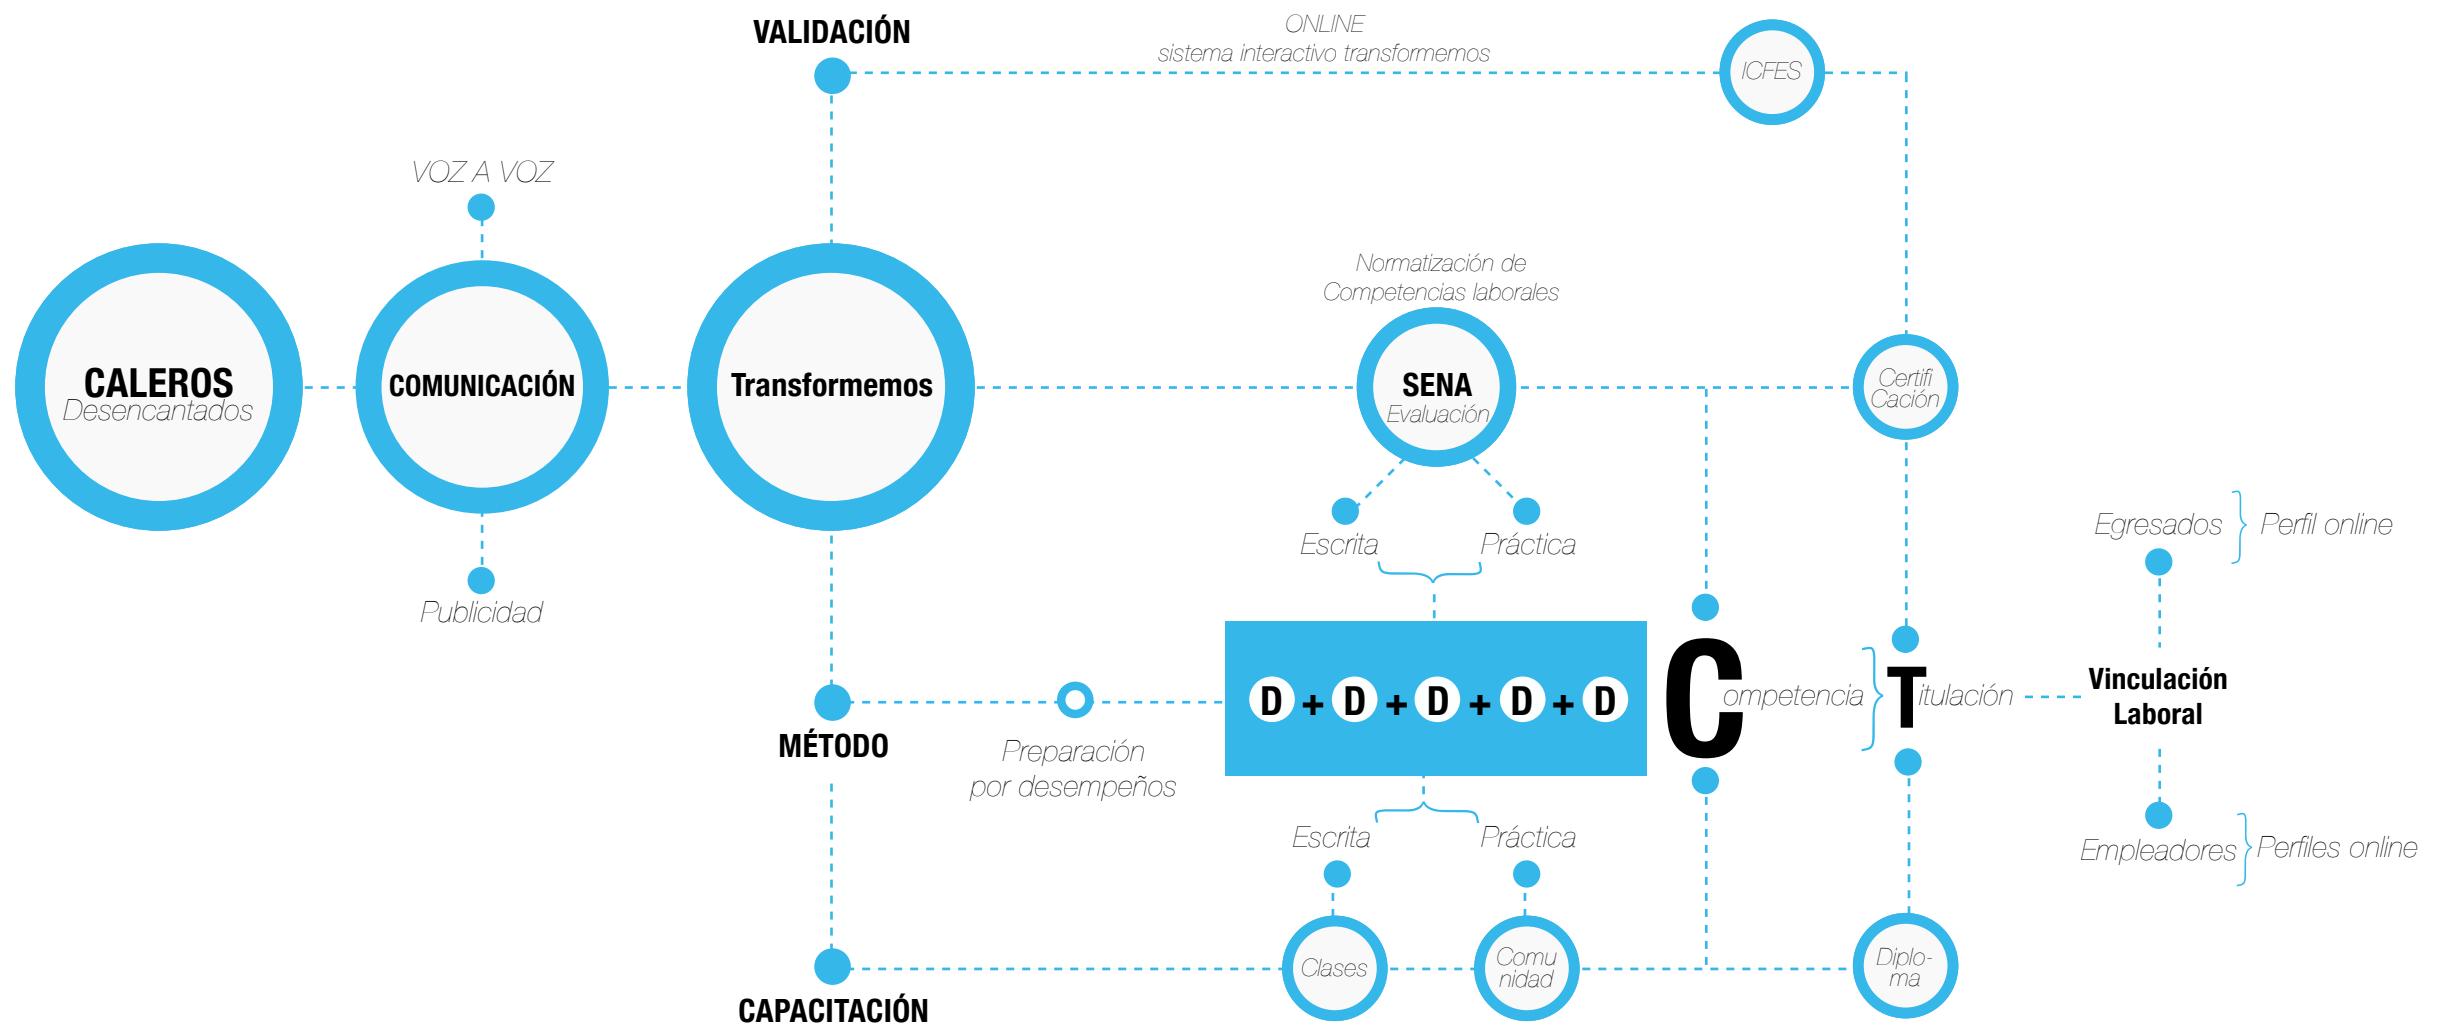 VALIDACIÓN
ONLINE
sistema interactivo transformemos
ICFES
VOZ A VOZ
CALEROS
Desencantados
COMUNICACIÓN
Publicidad
Transformemos
Normatización de
Competencias laborales
SENA
Evaluación
Certifi
Cación
Escrita
Práctica
Egresados
Perfil online
MÉTODO
Preparación
por desempeños
D + D + D + D + D
Competencia
Titulación
Vinculación
Laboral
Empleadores
Perfiles online
Escrita
Práctica
Clases
Comu
nidad
Diplo-
ma
CAPACITACIÓN